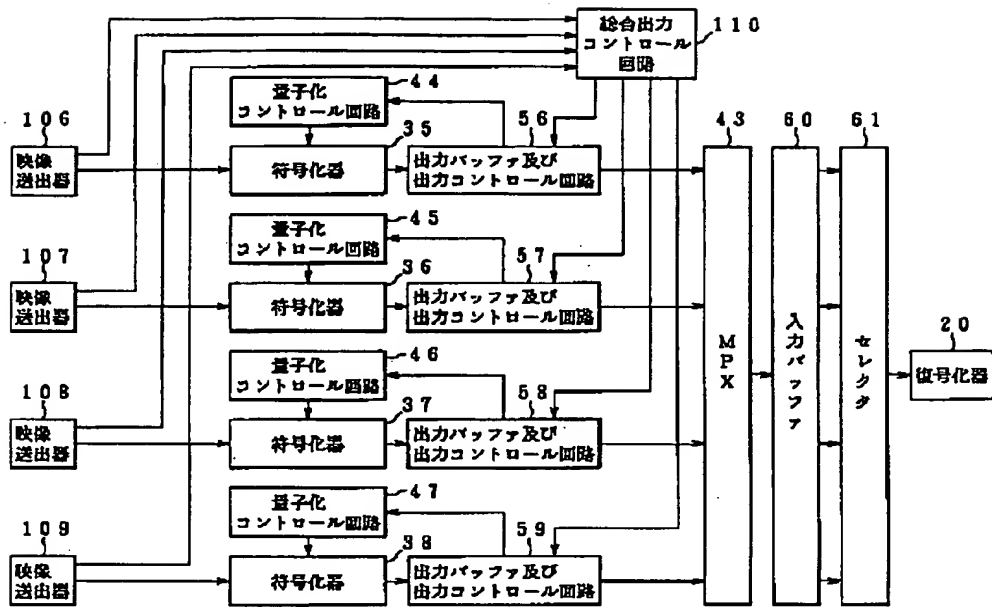 総合出力
コントロール
回路
110
量子化
コントロール回路
44
106
映像
送出器
35
符号化器
56
出力バッファ及び
出力コントロール回路
43
60
61
量子化
コントロール回路
45
107
映像
送出器
36
符号化器
57
出力バッファ及び
出力コントロール回路
MPX
入力バッファ
セレクタ
20
復号化器
量子化
コントロール回路
46
108
映像
送出器
37
符号化器
58
出力バッファ及び
出力コントロール回路
量子化
コントロール回路
47
109
映像
送出器
38
符号化器
59
出力バッファ及び
出力コントロール回路